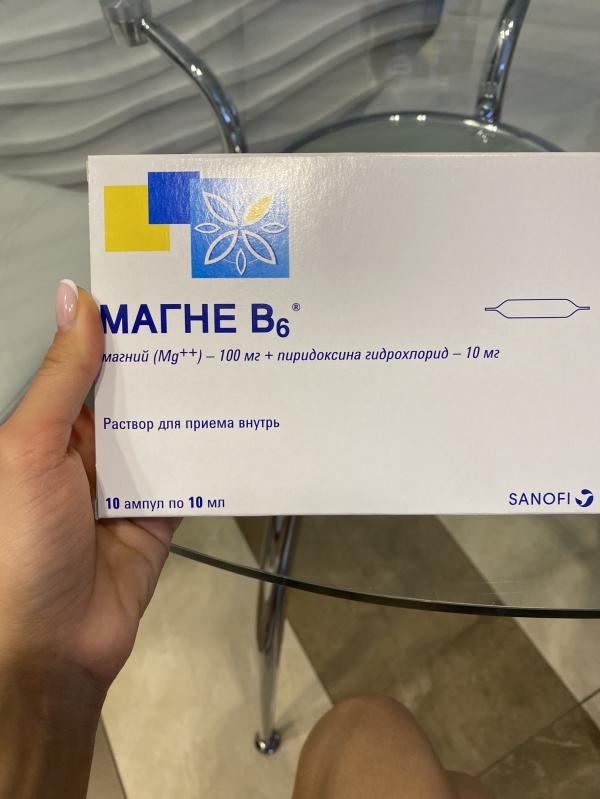 МАГНЕ B6®
магний (Mg++) – 100 мг + пиридоксина гидрохлорид – 10 мг
Раствор для приема внутрь
10 ампул по 10 мл
SANOFI